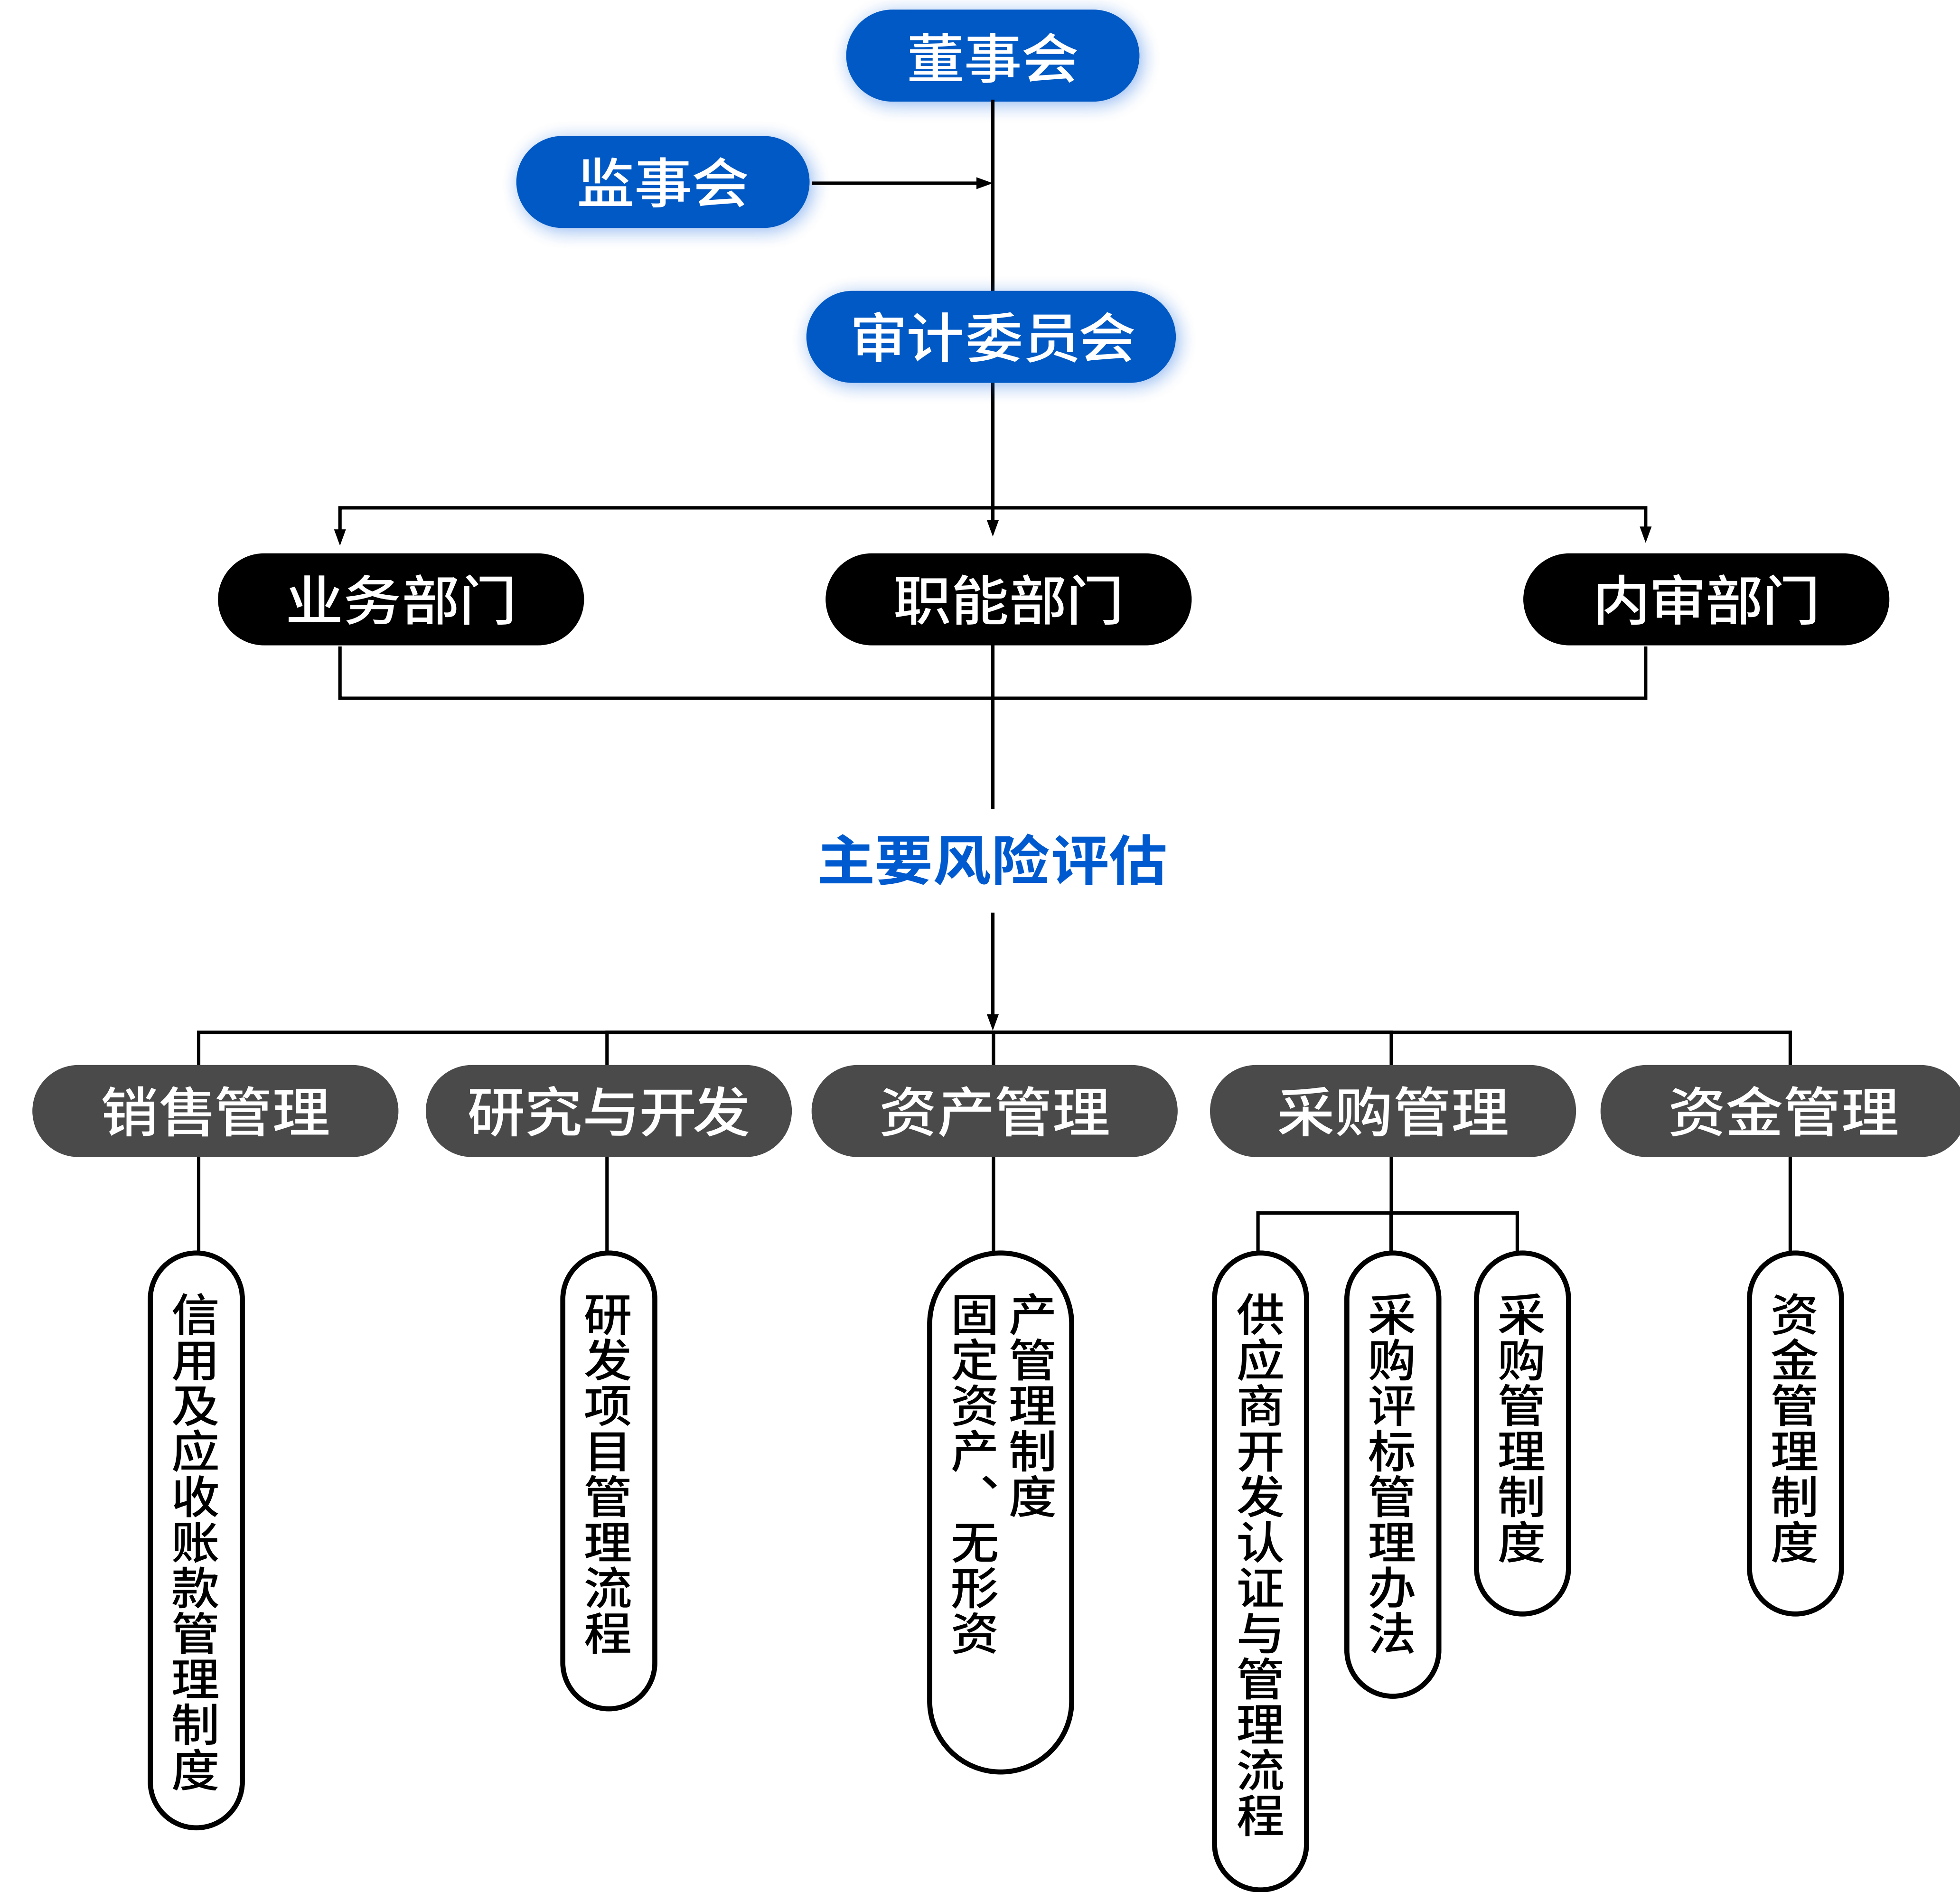 董事会
监事会
审计委员会
业务部门
职能部门
内审部门
主要风险评估
销售管理
研究与开发
资产管理
采购管理
资金管理
信用及应收账款管理制度
研发项目管理流程
固定资产、无形资
产管理制度
供应商开发认证与管理流程
采购评标管理办法
采购管理制度
资金管理制度